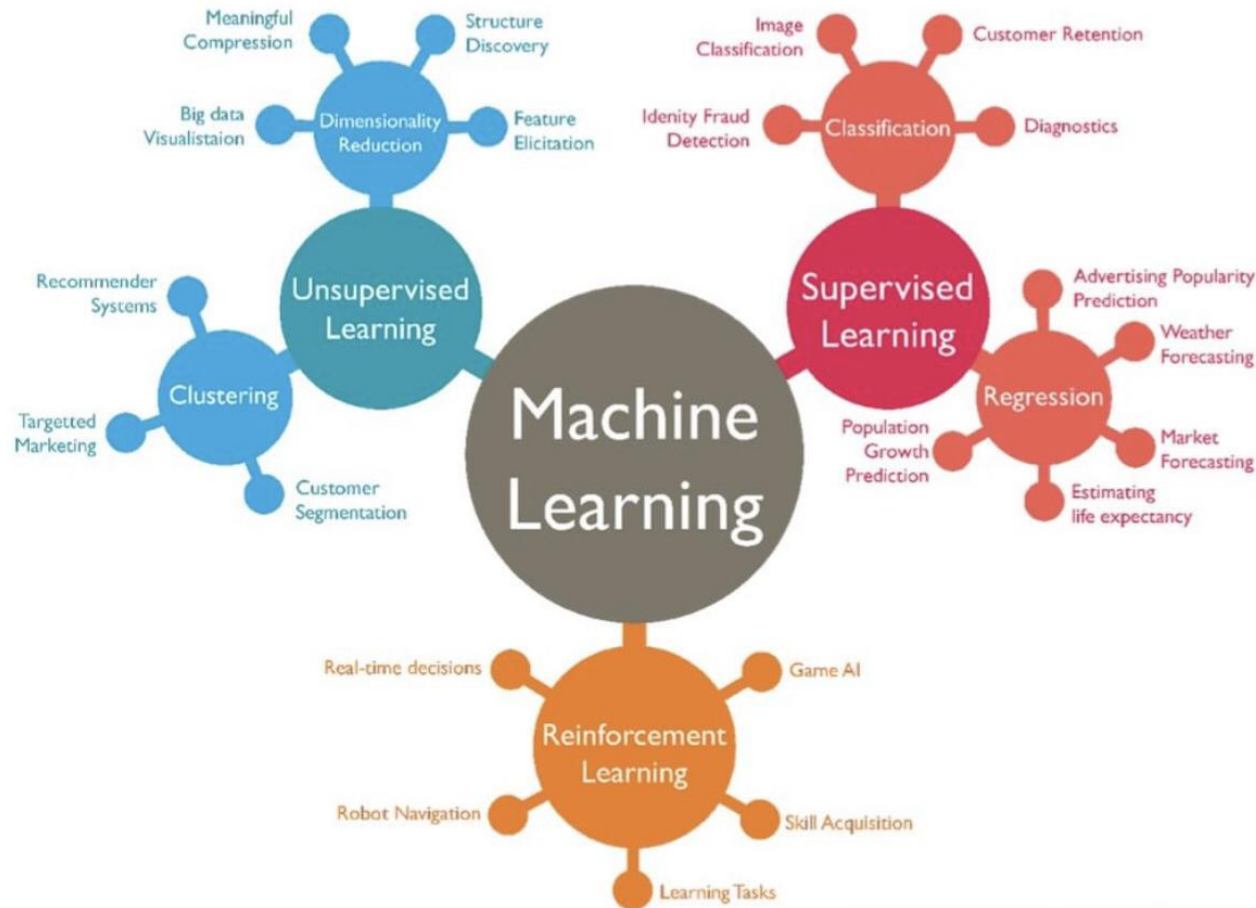 Meaningful
Compression
Structure
Discovery
Big data
Visualistaion
Dimensionality
Reduction
Feature
Elicitation
Image
Classification
Customer Retention
Idenity Fraud
Detection
Classification
Diagnostics
Recommender
Systems
Unsupervised
Learning
Clustering
Targetted
Marketing
Customer
Segmentation
Machine
Learning
Supervised
Learning
Advertising Popularity
Prediction
Weather
Forecasting
Regression
Population
Growth
Prediction
Market
Forecasting
Estimating
life expectancy
Real-time decisions
Game AI
Reinforcement
Learning
Robot Navigation
Skill Acquisition
Learning Tasks